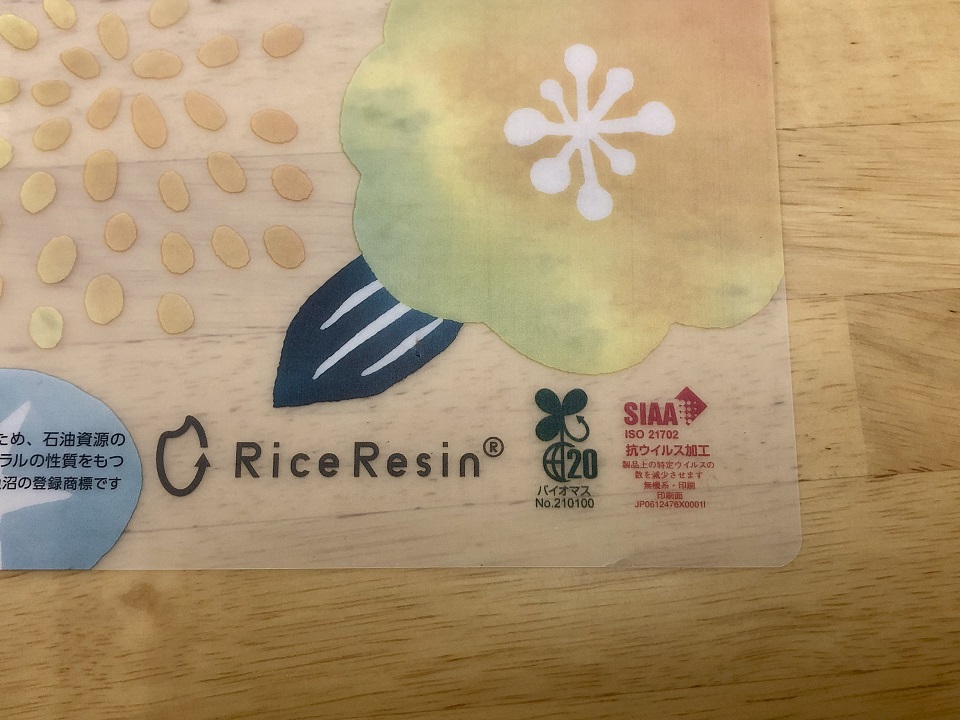 ため、石油資源の
ラルの性質をもつ
沼の登録商標です
RiceResin®
20
バイオマス
No.210100
SIAA
ISO 21702
抗ウイルス加工
製品上の特定ウイルスの
数を減少させます
無機系・印刷
印刷面
JP0612476X0001I